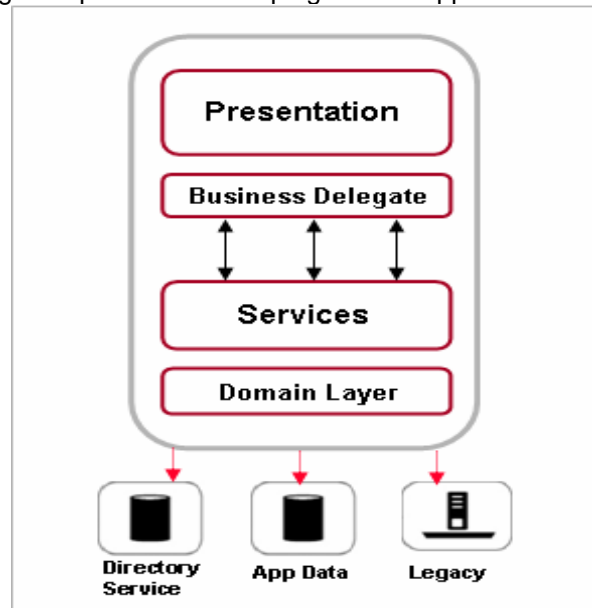 Presentation
Business Delegate
Services
Domain Layer
Directory
Service
App Data
Legacy